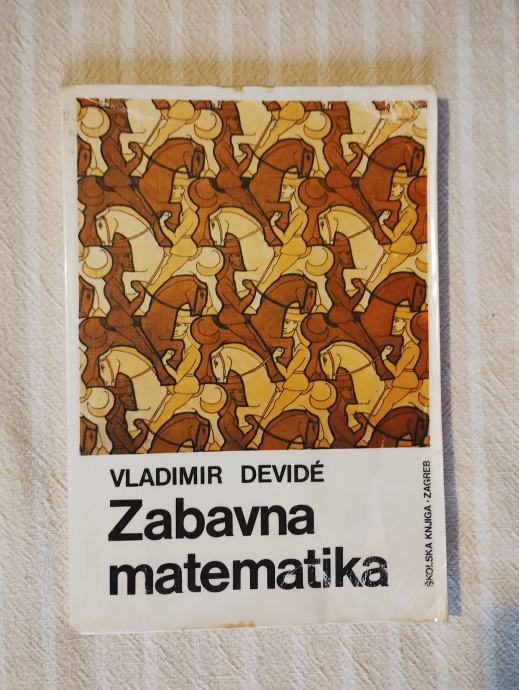 VLADIMIR DEVIDÉ
Zabavna
matematika
ŠKOLSKA KNJIGA · ZAGREB